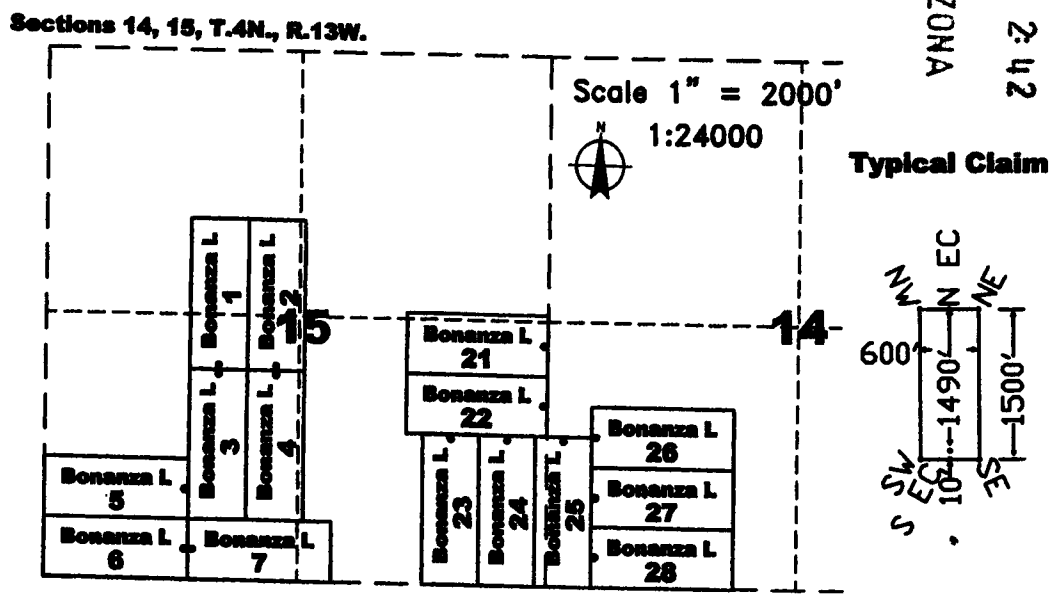 Sections 14, 15, T.4N., R.13W.
ZONA
2:42
Scale 1" = 2000'
N
1:24000
Typical Claim
Bonanza I.
1
Bonanza I.
2
15
14
Bonanza I.
3
Bonanza I.
4
Bonanza I.
5
Bonanza I.
6
Bonanza I.
7
Bonanza I.
21
Bonanza I.
22
Bonanza I.
23
Bonanza I.
24
Bonanza I.
25
Bonanza I.
26
Bonanza I.
27
Bonanza I.
28
N EC
NW
NE
600'
1490'
1500'
10'
SW
SE
S EC